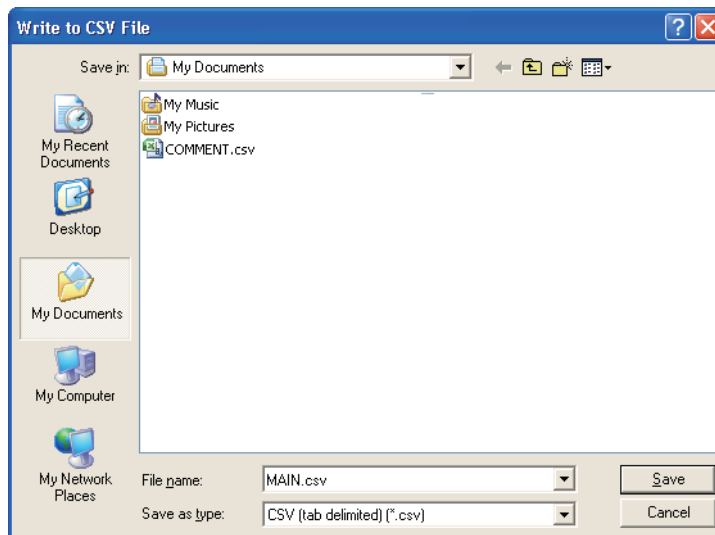 Write to CSV File
Save in:
My Documents
My Recent
Documents
Desktop
My Documents
My Computer
My Network
Places
My Music
My Pictures
COMMENT.csv
File name:
MAIN.csv
Save
Save as type:
CSV (tab delimited) (*.csv)
Cancel